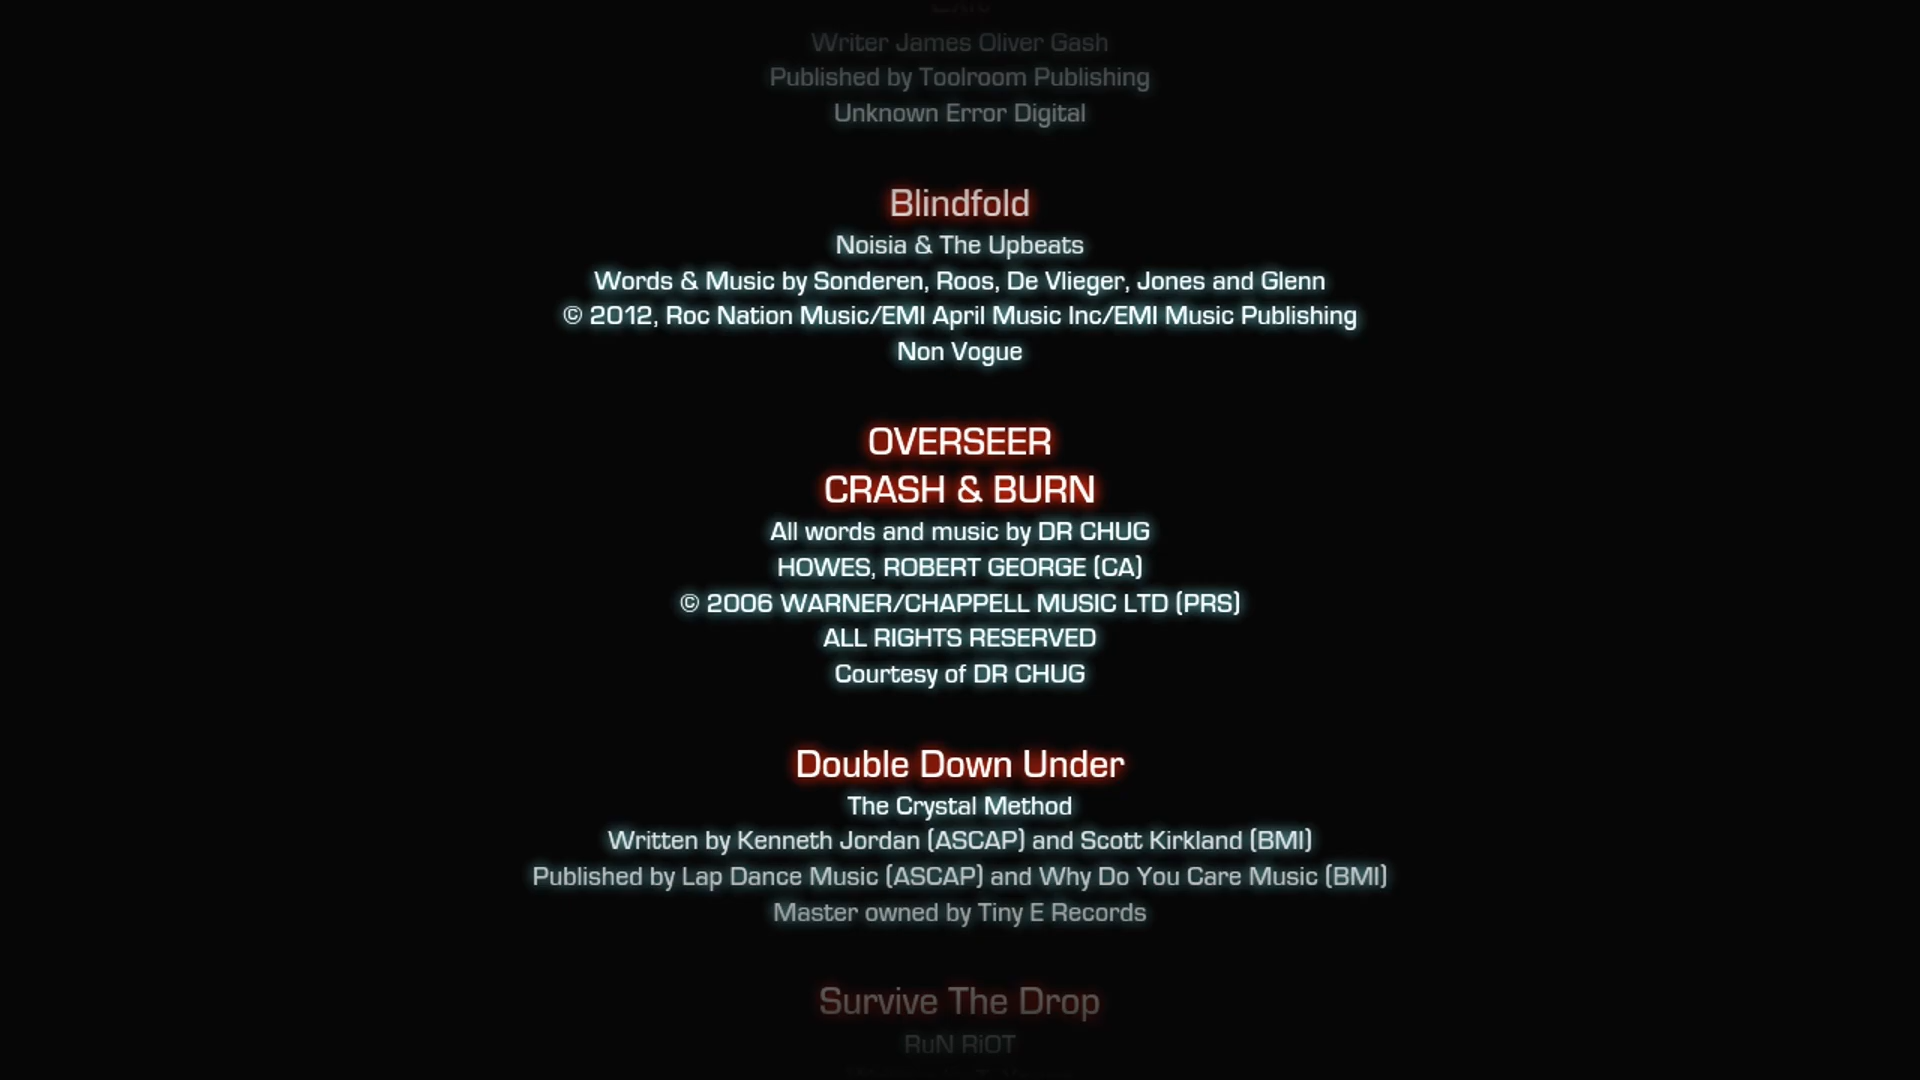 Writer James Oliver Gash
Published by Toolroom Publishing
Unknown Error Digital
Blindfold
Noisia & The Upbeats
Words & Music by Sonderen, Roos, De Vlieger, Jones and Glenn
© 2012, Roc Nation Music/EMI April Music Inc/EMI Music Publishing
Non Vogue
OVERSEER
CRASH & BURN
All words and music by DR CHUG
HOWES, ROBERT GEORGE (CA)
© 2006 WARNER/CHAPPELL MUSIC LTD (PRS)
ALL RIGHTS RESERVED
Courtesy of DR CHUG
Double Down Under
The Crystal Method
Written by Kenneth Jordan (ASCAP) and Scott Kirkland (BMI)
Published by Lap Dance Music (ASCAP) and Why Do You Care Music (BMI)
Master owned by Tiny E Records
Survive The Drop
RuN RiOT